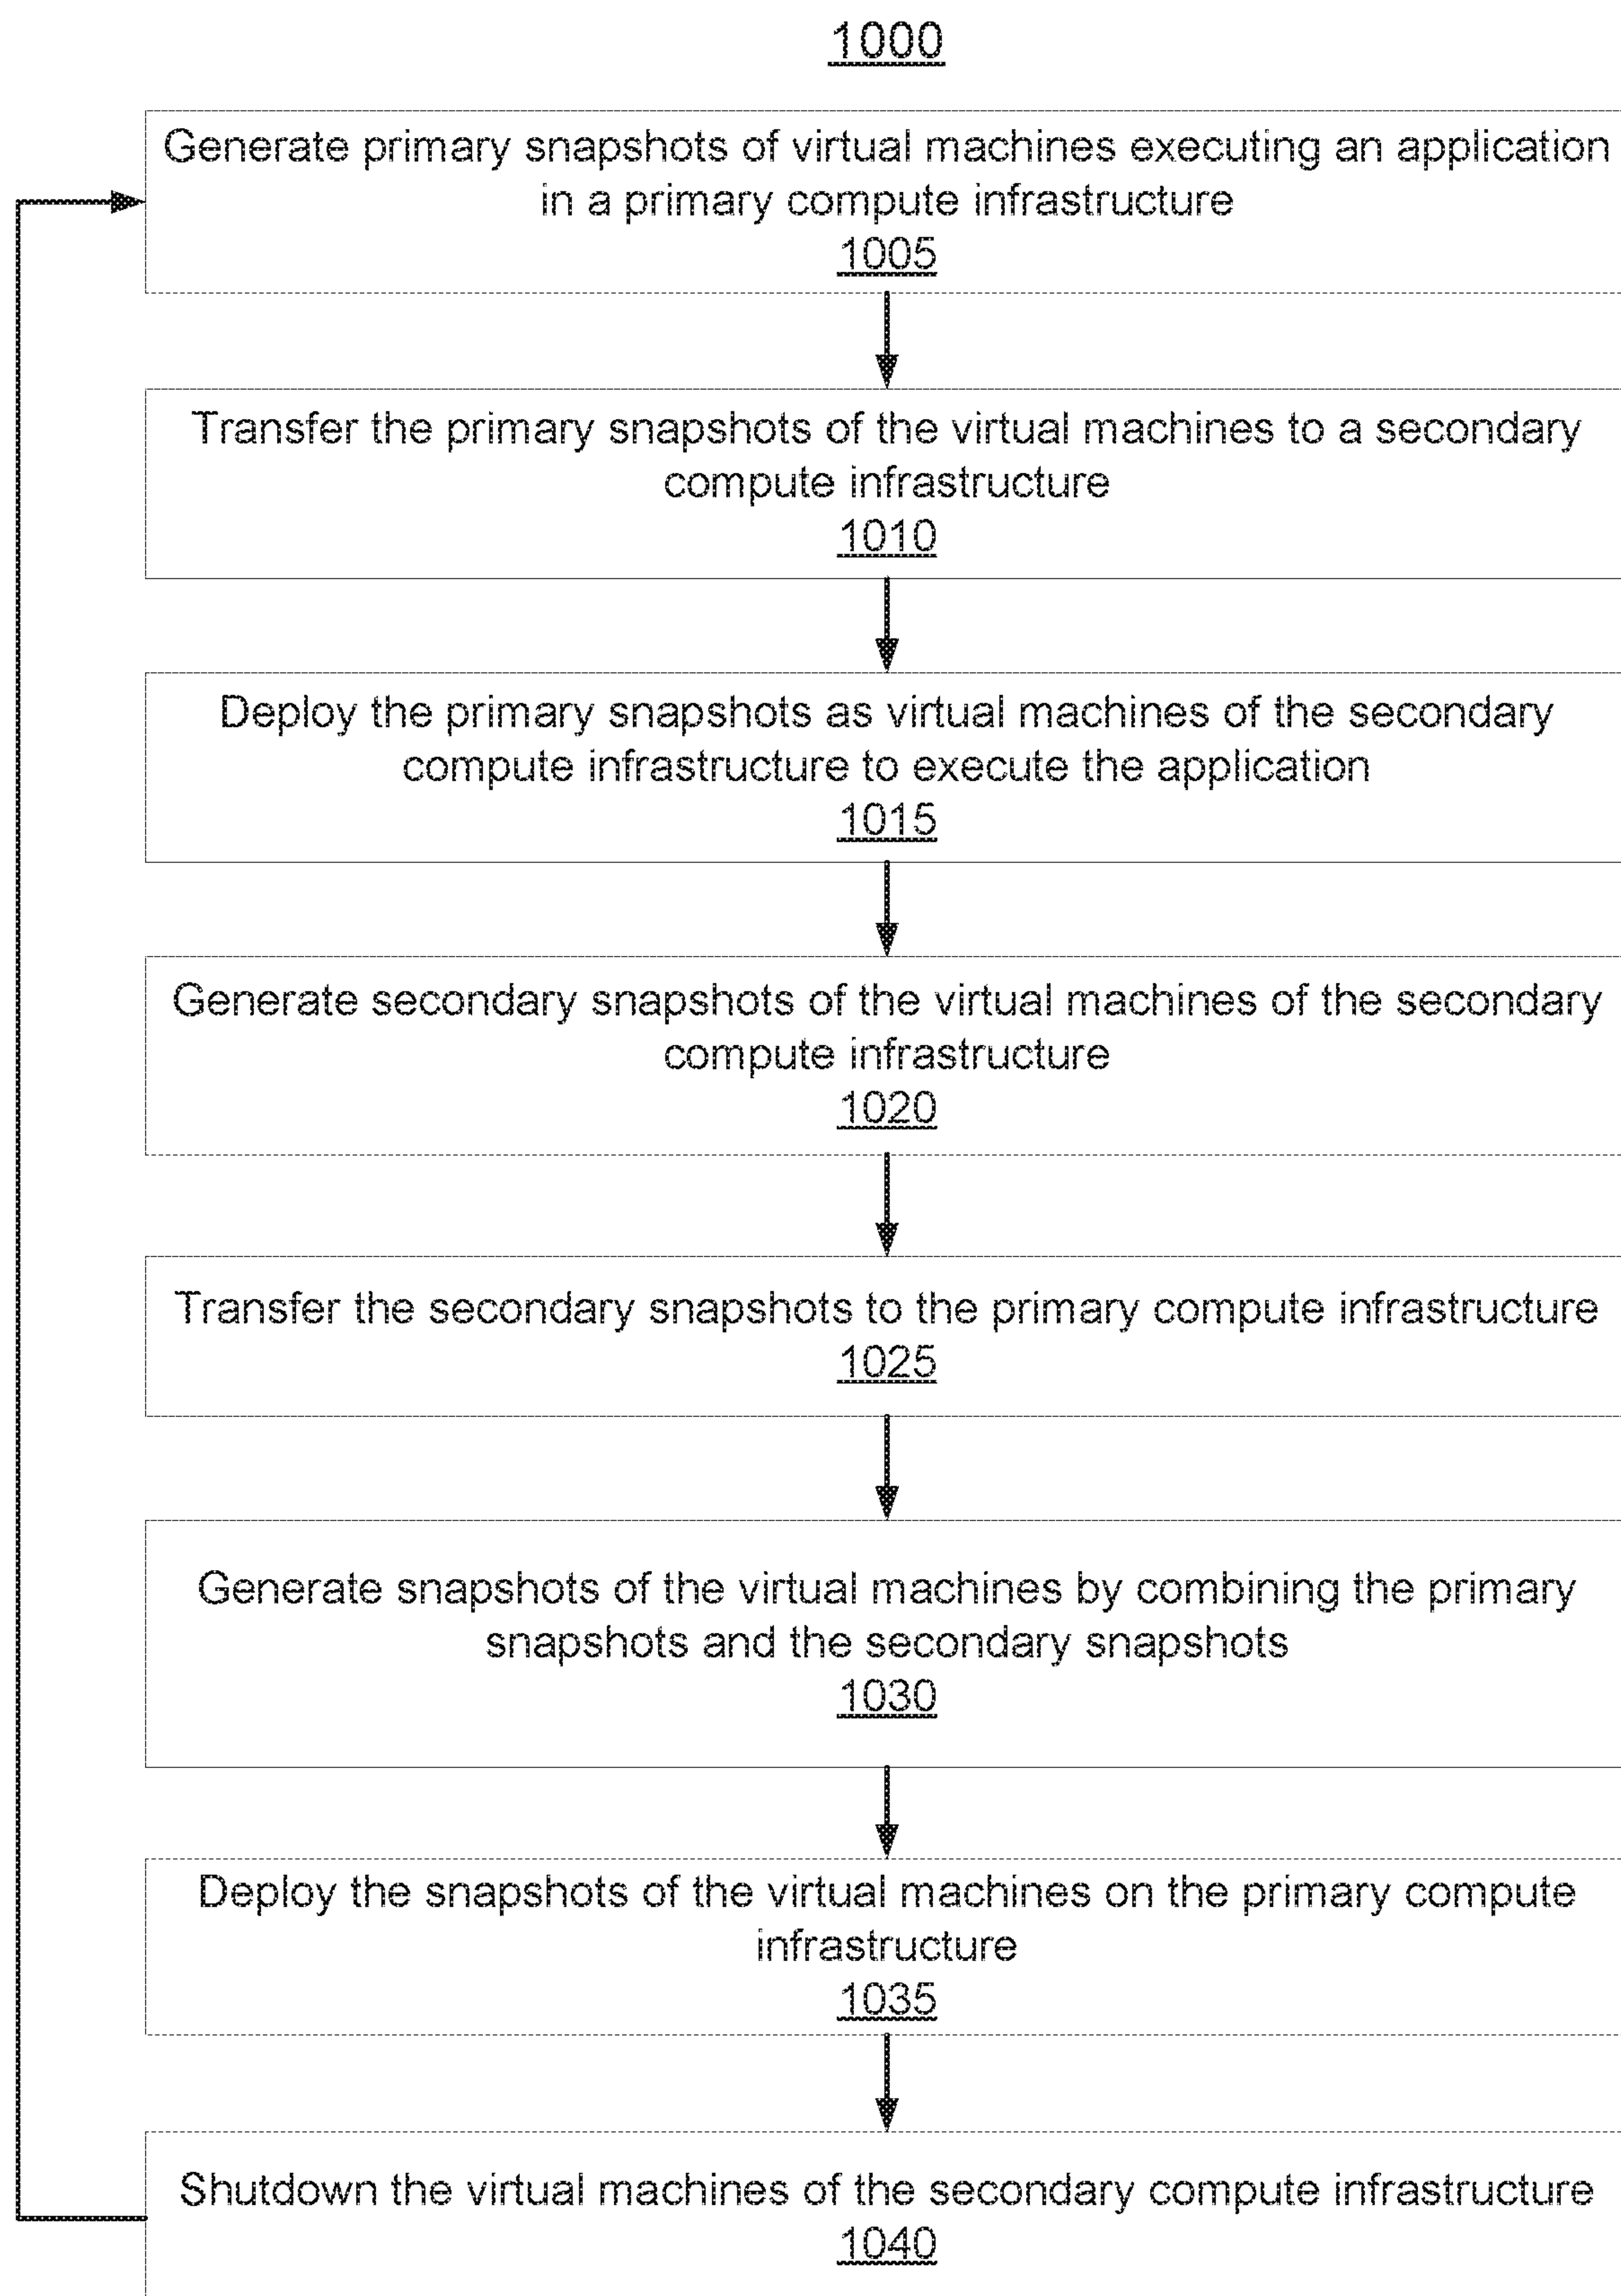 1000
Generate primary snapshots of virtual machines executing an application
in a primary compute infrastructure
1005
Transfer the primary snapshots of the virtual machines to a secondary
compute infrastructure
1010
Deploy the primary snapshots as virtual machines of the secondary
compute infrastructure to execute the application
1015
Generate secondary snapshots of the virtual machines of the secondary
compute infrastructure
1020
Transfer the secondary snapshots to the primary compute infrastructure
1025
Generate snapshots of the virtual machines by combining the primary
snapshots and the secondary snapshots
1030
Deploy the snapshots of the virtual machines on the primary compute
infrastructure
1035
Shutdown the virtual machines of the secondary compute infrastructure
1040